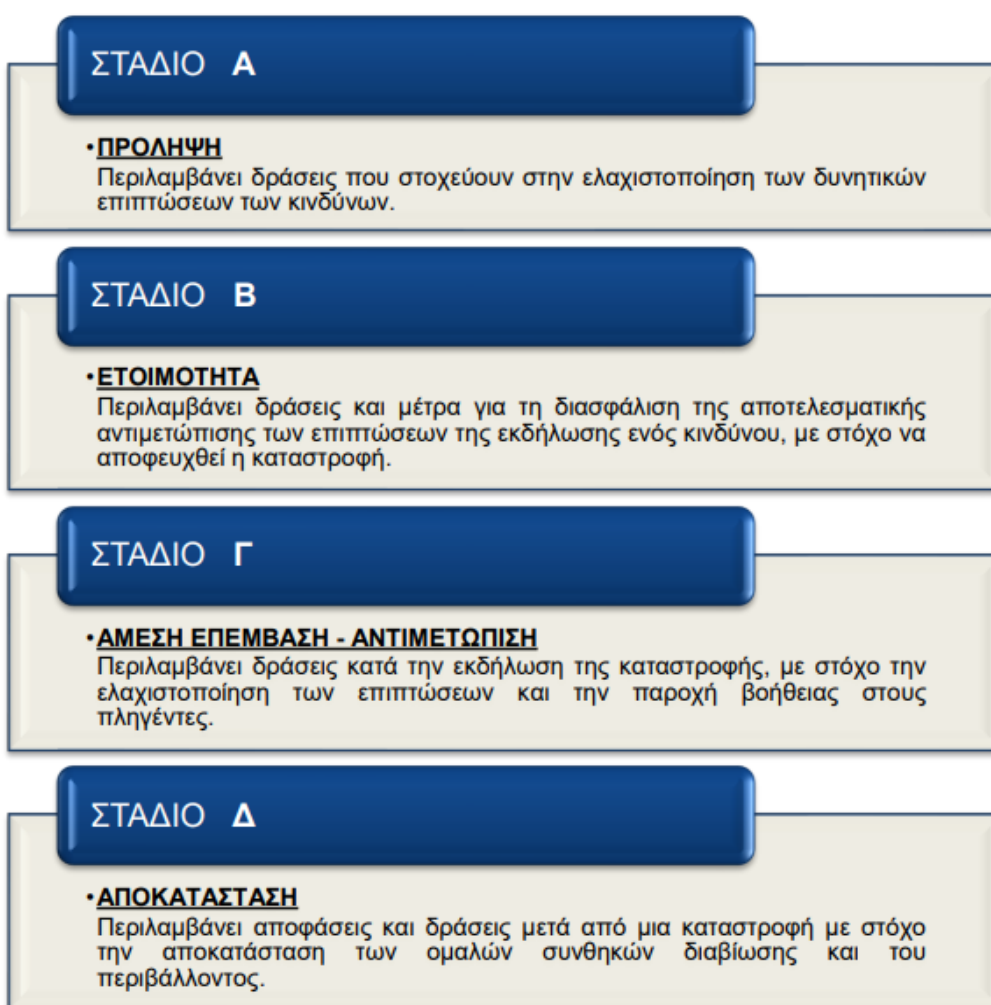 ΣΤΑΔΙΟ Α
•ΠΡΟΛΗΨΗ
Περιλαμβάνει δράσεις που στοχεύουν στην ελαχιστοποίηση των δυνητικών
επιπτώσεων των κινδύνων.
ΣΤΑΔΙΟ Β
•ΕΤΟΙΜΟΤΗΤΑ
Περιλαμβάνει δράσεις και μέτρα για τη διασφάλιση της αποτελεσματικής
αντιμετώπισης των επιπτώσεων της εκδήλωσης ενός κινδύνου, με στόχο να
αποφευχθεί η καταστροφή.
ΣΤΑΔΙΟ Γ
•ΑΜΕΣΗ ΕΠΕΜΒΑΣΗ - ΑΝΤΙΜΕΤΩΠΙΣΗ
Περιλαμβάνει δράσεις κατά την εκδήλωση της καταστροφής, με στόχο την
ελαχιστοποίηση των επιπτώσεων και την παροχή βοήθειας στους
πληγέντες.
ΣΤΑΔΙΟ Δ
•ΑΠΟΚΑΤΑΣΤΑΣΗ
Περιλαμβάνει αποφάσεις και δράσεις μετά από μια καταστροφή με στόχο
την αποκατάσταση των ομαλών συνθηκών διαβίωσης και του
περιβάλλοντος.